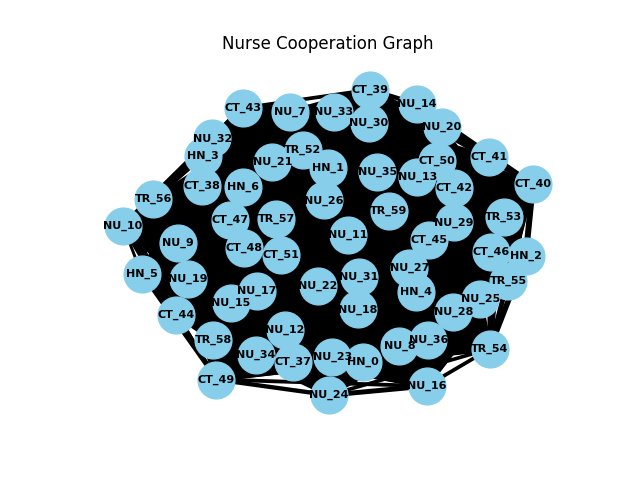 Nurse Cooperation Graph
CT_39
CT_43
NU_7
NU_33
NU_14
NU_30
NU_20
NU_32
HN_3
TR_52
NU_21
HN_1
CT_50
CT_41
NU_35
NU_13
CT_38
HN_6
CT_42
CT_40
TR_56
NU_26
TR_59
CT_47
TR_57
NU_29
TR_53
NU_10
NU_11
CT_45
NU_9
CT_48
CT_51
CT_46
HN_2
HN_5
NU_19
NU_31
NU_27
TR_55
NU_22
NU_17
NU_15
HN_4
NU_25
CT_44
NU_18
NU_28
NU_12
TR_58
NU_36
NU_8
TR_54
NU_34
CT_37
NU_23
HN_0
CT_49
NU_16
NU_24